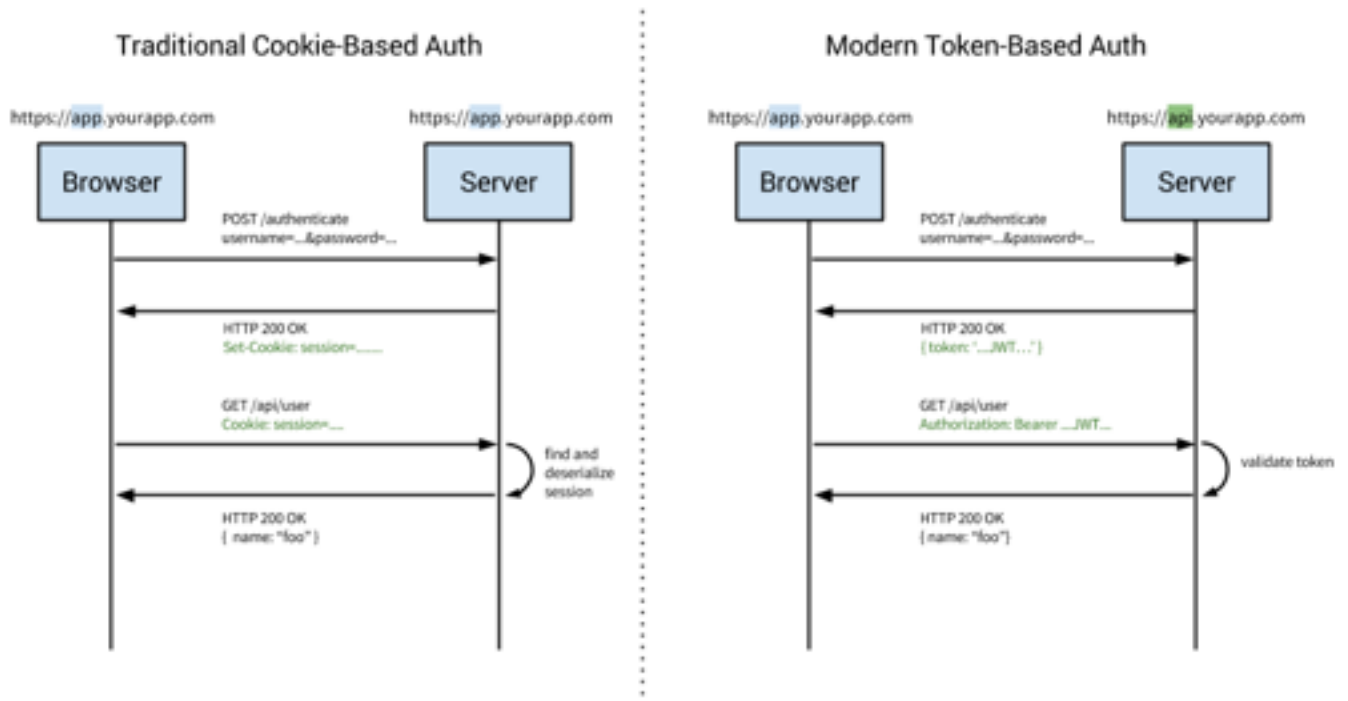 Traditional Cookie-Based Auth
https://app.yourapp.com
https://app.yourapp.com
Browser
Server
POST /authenticate
username=...&password=...
HTTP 200 OK
Set-Cookie: session=.......
GET /api/user
Cookie: session=....
find and
deserialize
session
HTTP 200 OK
{ name: "foo" }
Modern Token-Based Auth
https://app.yourapp.com
https://api.yourapp.com
Browser
Server
POST /authenticate
username=...&password=...
HTTP 200 OK
{ token: '...JWT...' }
GET /api/user
Authorization: Bearer ...JWT...
validate token
HTTP 200 OK
{ name: "foo"}